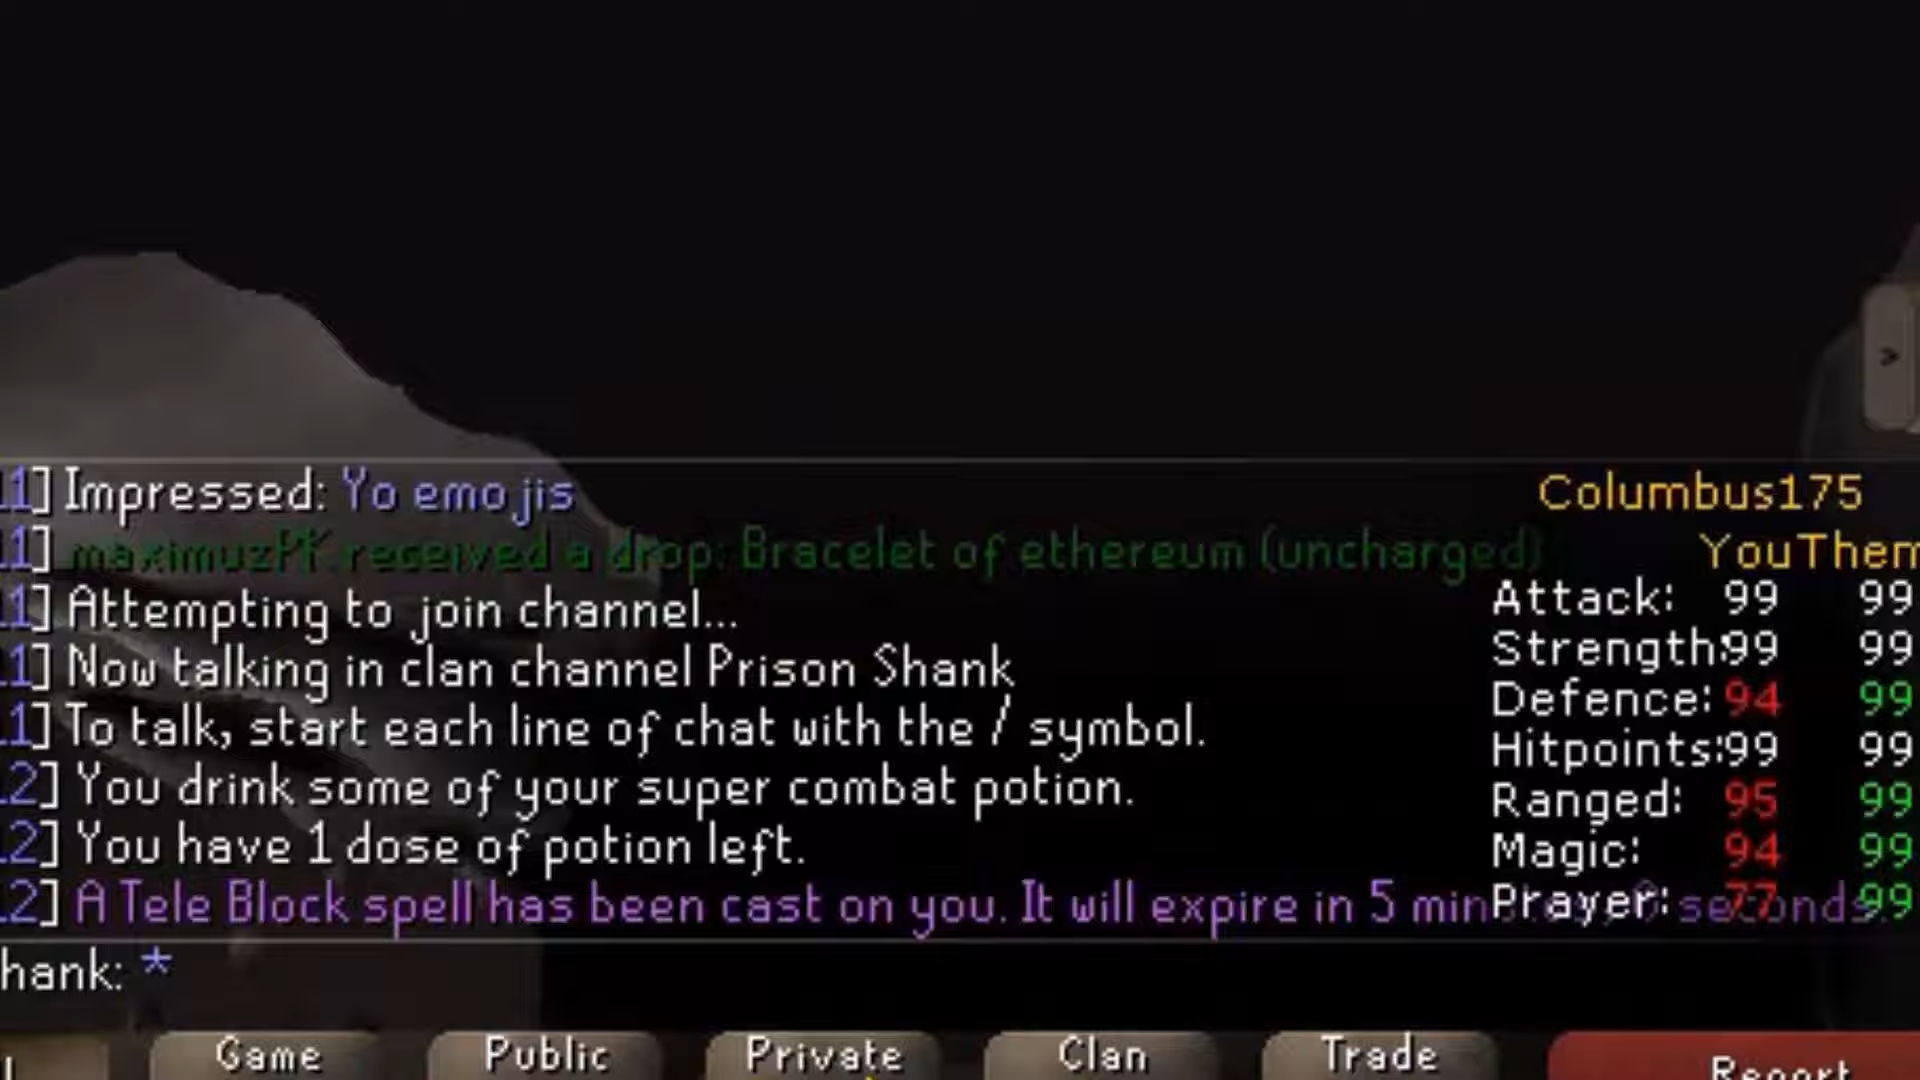 11] Impressed: Yo emojis
11] maximuzPK received a drop: Bracelet of ethereum (uncharged)
11] Attempting to join channel...
11] Now talking in clan channel Prison Shank
11] To talk, start each line of chat with the / symbol.
12] You drink some of your super combat potion.
12] You have 1 dose of potion left.
12] A Tele Block spell has been cast on you. It will expire in 5 seconds.
hank: *
Columbus175
You Them
Attack: 99 99
Strength: 99 99
Defence: 94 99
Hitpoints: 99 99
Ranged: 95 99
Magic: 94 99
Prayer: 77 99
>
Game Public Private Clan Trade Report